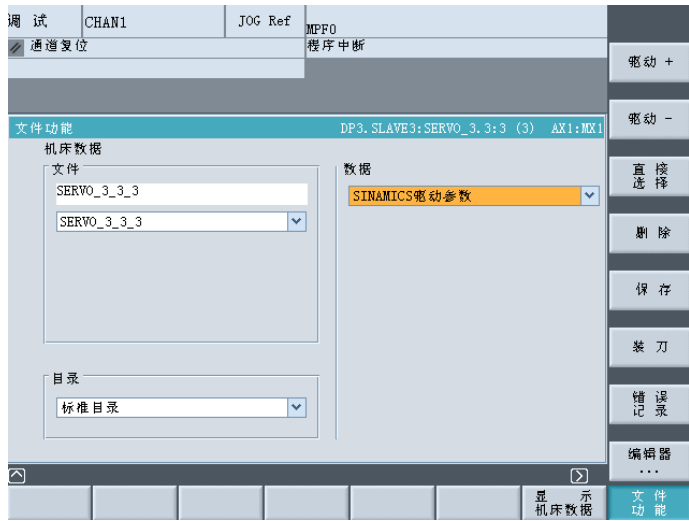 调 试
CHAN1
JOG Ref
MPF0
通道复位
程序中断
文件功能
DP3.SLAVE3:SERVO_3.3:3 (3) AX1:MX1
机床数据
文件
SERVO_3_3_3
SERVO_3_3_3
目录
标准目录
数据
SINAMICS驱动参数
驱动 +
驱动 -
直 接
选 择
删 除
保 存
装 刀
错 误
记 录
编辑器
...
显 示
机床数据
文 件
功 能